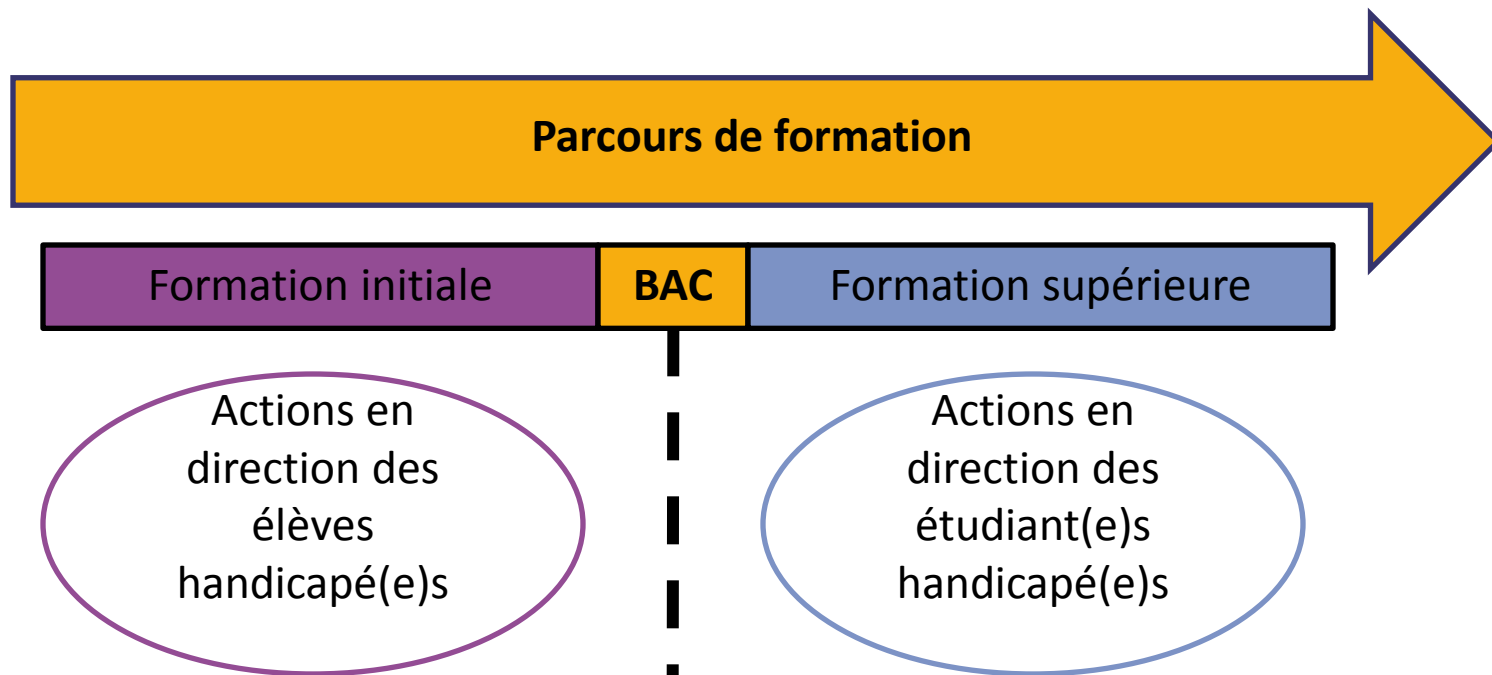 Parcours de formation
Formation initiale
BAC
Formation supérieure
Actions en
direction des
élèves
handicapé(e)s
Actions en
direction des
étudiant(e)s
handicapé(e)s